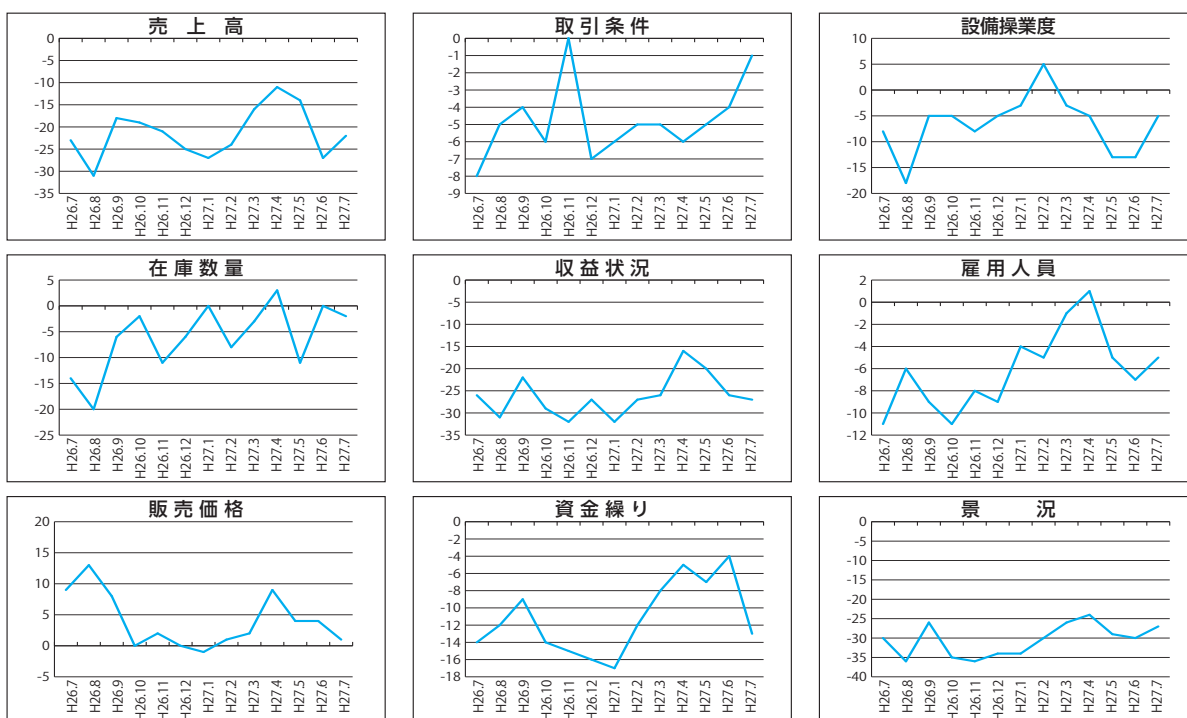 売 上 高
0
-5
-10
-15
-20
-25
-30
-35
H26.7
H26.8
H26.9
H26.10
H26.11
H26.12
H27.1
H27.2
H27.3
H27.4
H27.5
H27.6
H27.7
取引条件
0
-1
-2
-3
-4
-5
-6
-7
-8
-9
H26.7
H26.8
H26.9
H26.10
H26.11
H26.12
H27.1
H27.2
H27.3
H27.4
H27.5
H27.6
H27.7
設備操業度
10
5
0
-5
-10
-15
-20
H26.7
H26.8
H26.9
H26.10
H26.11
H26.12
H27.1
H27.2
H27.3
H27.4
H27.5
H27.6
H27.7
在庫数量
5
0
-5
-10
-15
-20
-25
H26.7
H26.8
H26.9
H26.10
H26.11
H26.12
H27.1
H27.2
H27.3
H27.4
H27.5
H27.6
H27.7
収益状況
0
-5
-10
-15
-20
-25
-30
-35
H26.7
H26.8
H26.9
H26.10
H26.11
H26.12
H27.1
H27.2
H27.3
H27.4
H27.5
H27.6
H27.7
雇用人員
2
0
-2
-4
-6
-8
-10
-12
H26.7
H26.8
H26.9
H26.10
H26.11
H26.12
H27.1
H27.2
H27.3
H27.4
H27.5
H27.6
H27.7
販売価格
20
15
10
5
0
-5
H26.7
H26.8
H26.9
H26.10
H26.11
H26.12
H27.1
H27.2
H27.3
H27.4
H27.5
H27.6
H27.7
資金繰り
0
-2
-4
-6
-8
-10
-12
-14
-16
-18
H26.7
H26.8
H26.9
H26.10
H26.11
H26.12
H27.1
H27.2
H27.3
H27.4
H27.5
H27.6
H27.7
景 況
0
-5
-10
-15
-20
-25
-30
-35
-40
H26.7
H26.8
H26.9
H26.10
H26.11
H26.12
H27.1
H27.2
H27.3
H27.4
H27.5
H27.6
H27.7